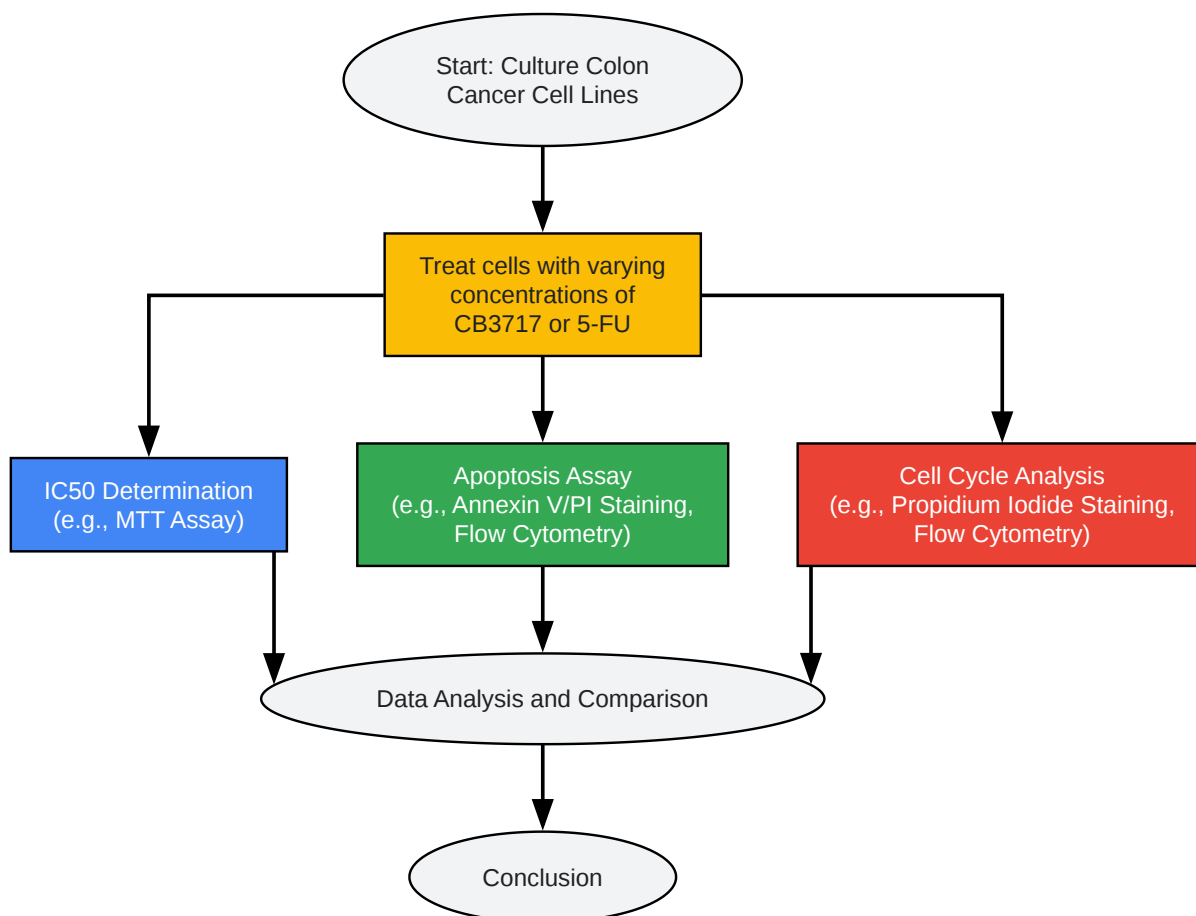 Start: Culture Colon
Cancer Cell Lines
Treat cells with varying
concentrations of
CB3717 or 5-FU
IC50 Determination
(e.g., MTT Assay)
Apoptosis Assay
(e.g., Annexin V/PI Staining,
Flow Cytometry)
Cell Cycle Analysis
(e.g., Propidium Iodide Staining,
Flow Cytometry)
Data Analysis and Comparison
Conclusion